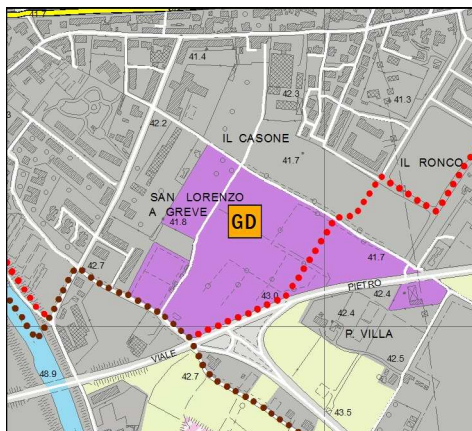 41.7
41.4
42.3
41.3
42.2
IL CASONE
41.7
IL RONCO
SAN LORENZO
A GREVE
41.8
GD
42.7
41.7
PIETRO
43.0
42.4
42.4
P. VILLA
VIALE
42.5
48.9
42.7
43.5